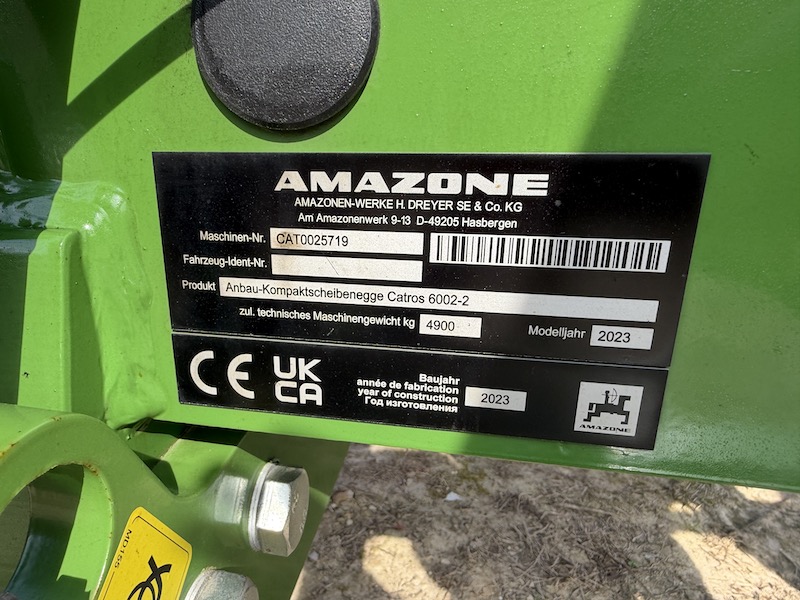 AMAZONE
AMAZONEN-WERKE H. DREYER SE & Co. KG
Am Amazonenwerk 9-13 D-49205 Hasbergen
Maschinen-Nr. CAT0025719
Fahrzeug-Ident-Nr.
Produkt Anbau-Kompaktscheibenegge Catros 6002-2
zul. technisches Maschinengewicht kg 4900 Modelljahr 2023
CE UK CA
Baujahr
année de fabrication
year of construction
Год изготовления
2023
AMAZONE
MD155